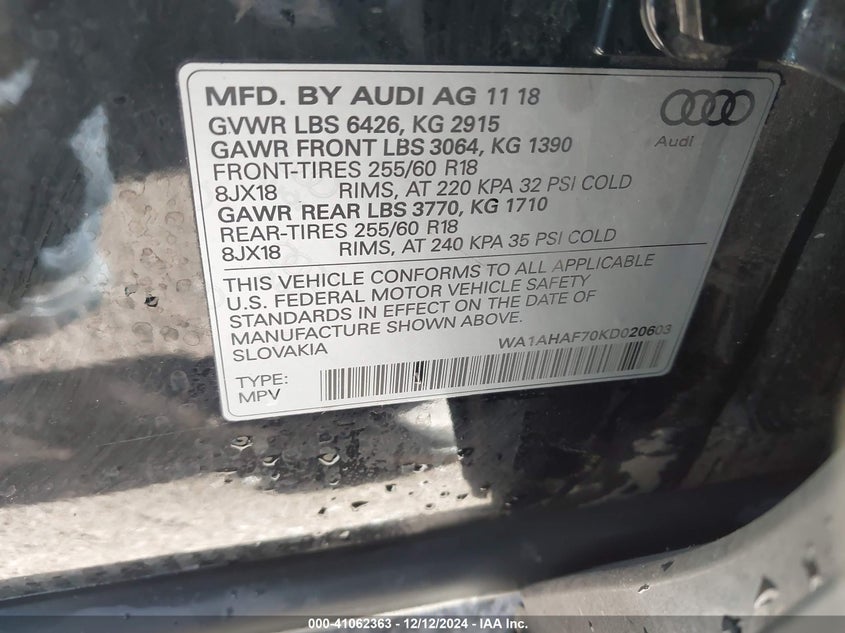 MFD. BY AUDI AG 11 18
GVWR LBS 6426, KG 2915
GAWR FRONT LBS 3064, KG 1390
FRONT-TIRES 255/60 R18
8JX18 RIMS, AT 220 KPA 32 PSI COLD
GAWR REAR LBS 3770, KG 1710
REAR-TIRES 255/60 R18
8JX18 RIMS, AT 240 KPA 35 PSI COLD
Audi
THIS VEHICLE CONFORMS TO ALL APPLICABLE
U.S. FEDERAL MOTOR VEHICLE SAFETY
STANDARDS IN EFFECT ON THE DATE OF
MANUFACTURE SHOWN ABOVE.
SLOVAKIA
WA1AHAF70KD020603
TYPE:
MPV
000-41062363 - 12/12/2024 - IAA Inc.